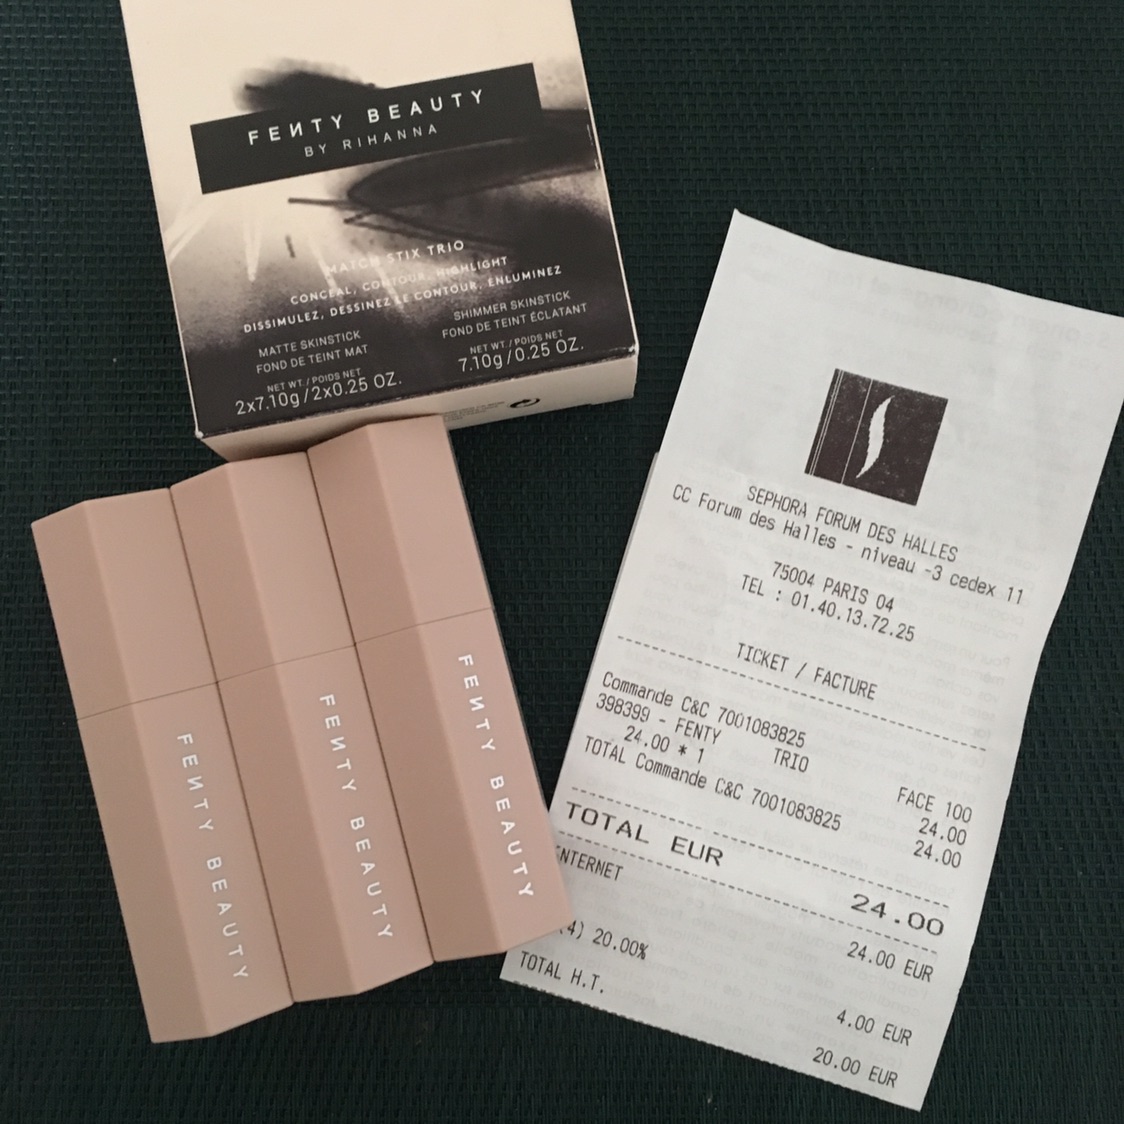 FENTY BEAUTY
BY RIHANNA
MATCH STIX TRIO
CONCEAL, CONTOUR, HIGHLIGHT
DISSIMULEZ, DESSINEZ LE CONTOUR, ENLUMINEZ
MATTE SKINSTICK
FOND DE TEINT MAT
NET WT. / POIDS NET
2x7.10g/2x0.25 OZ.
SHIMMER SKINSTICK
FOND DE TEINT ÉCLATANT
NET WT. / POIDS NET
7.10g/0.25 OZ.
FENTY BEAUTY
FENTY BEAUTY
FENTY BEAUTY
SEPHORA FORUM DES HALLES
CC Forum des Halles - niveau -3 cedex 11
75004 PARIS 04
TEL : 01.40.13.72.25
TICKET / FACTURE
Commande C&C 7001083825
398399 - FENTY TRIO FACE 100
24.00 * 1 24.00
TOTAL Commande C&C 7001083825 24.00
TOTAL EUR 24.00
NTERNET 24.00 EUR
4) 20.00% 4.00 EUR
TOTAL H.T. 20.00 EUR